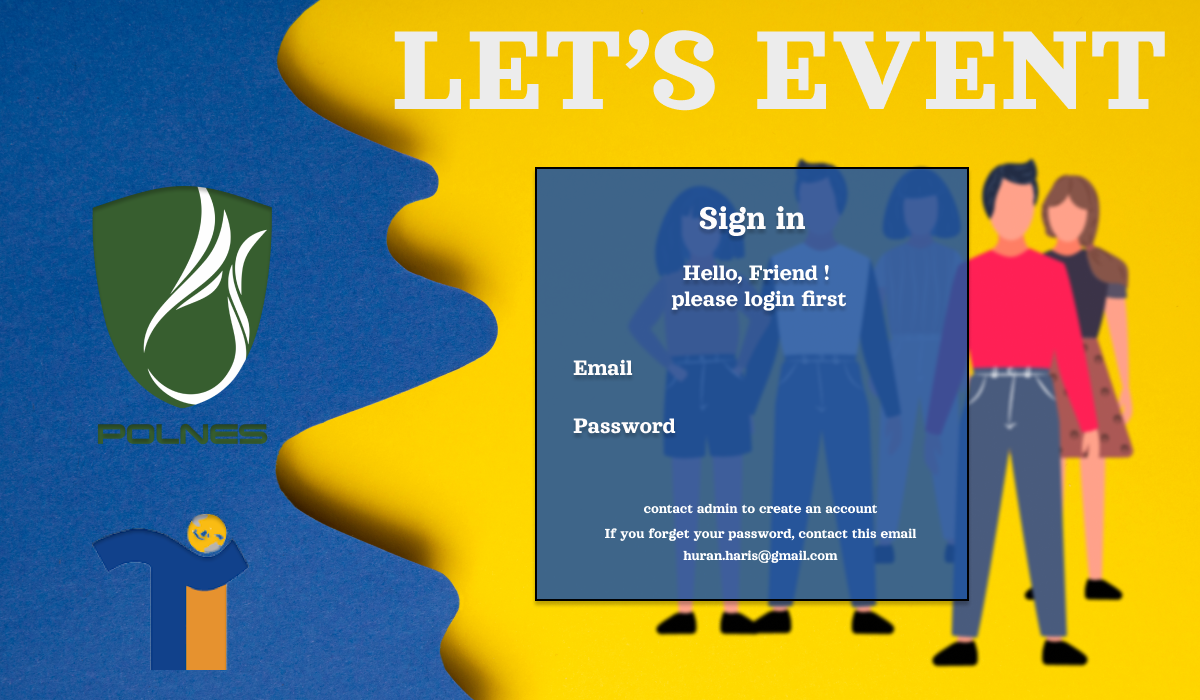 LET'S EVENT
Sign in
Hello, Friend !
please login first
Email
Password
contact admin to create an account
If you forget your password, contact this email
huran.haris@gmail.com
POLNES